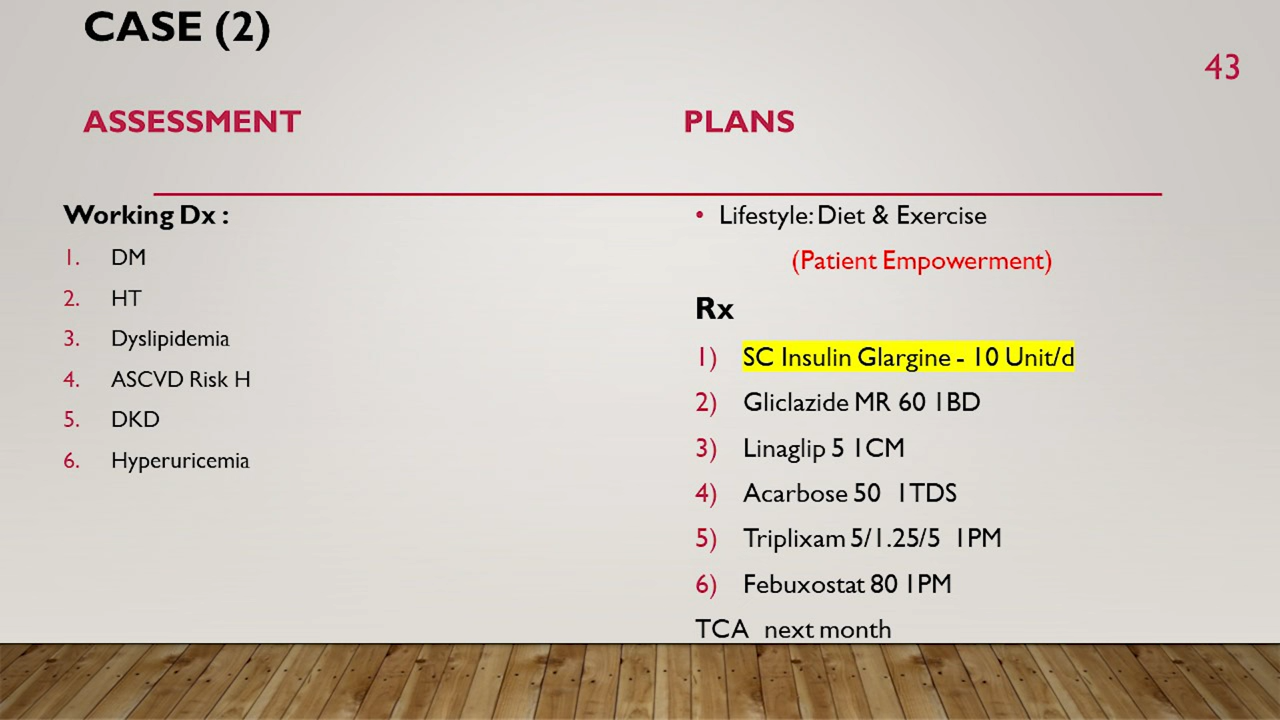 CASE (2)
43
ASSESSMENT
Working Dx :
1. DM
2. HT
3. Dyslipidemia
4. ASCVD Risk H
5. DKD
6. Hyperuricemia
PLANS
• Lifestyle: Diet & Exercise
(Patient Empowerment)
Rx
1) SC Insulin Glargine - 10 Unit/d
2) Gliclazide MR 60 1BD
3) Linaglip 5 1CM
4) Acarbose 50 1TDS
5) Triplixam 5/1.25/5 1PM
6) Febuxostat 80 1PM
TCA next month